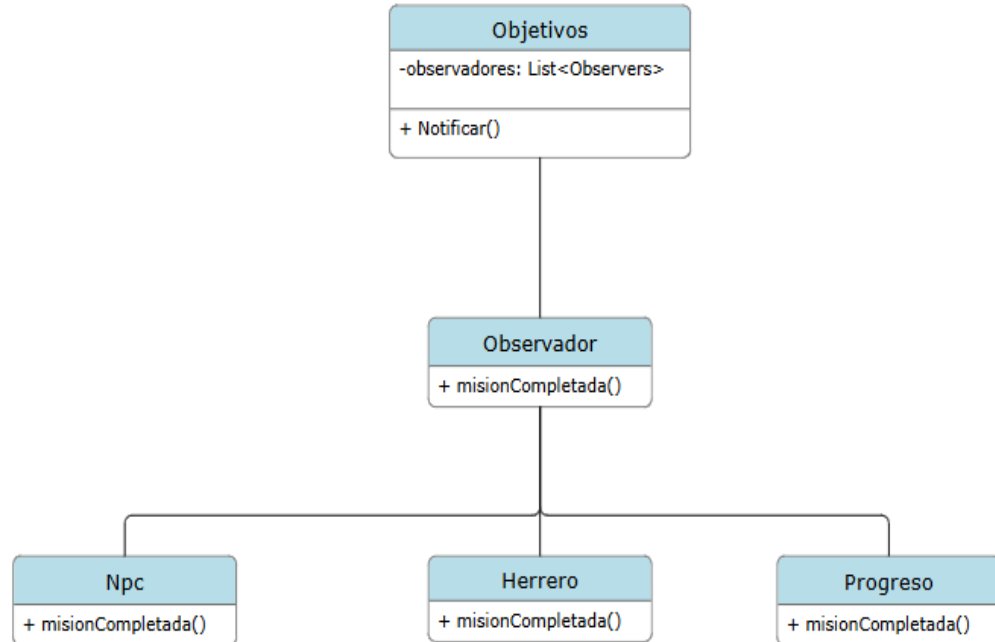 Objetivos
-observadores: List<Observers>
+ Notificar()
Observador
+ misionCompletada()
Npc
+ misionCompletada()
Herrero
+ misionCompletada()
Progreso
+ misionCompletada()